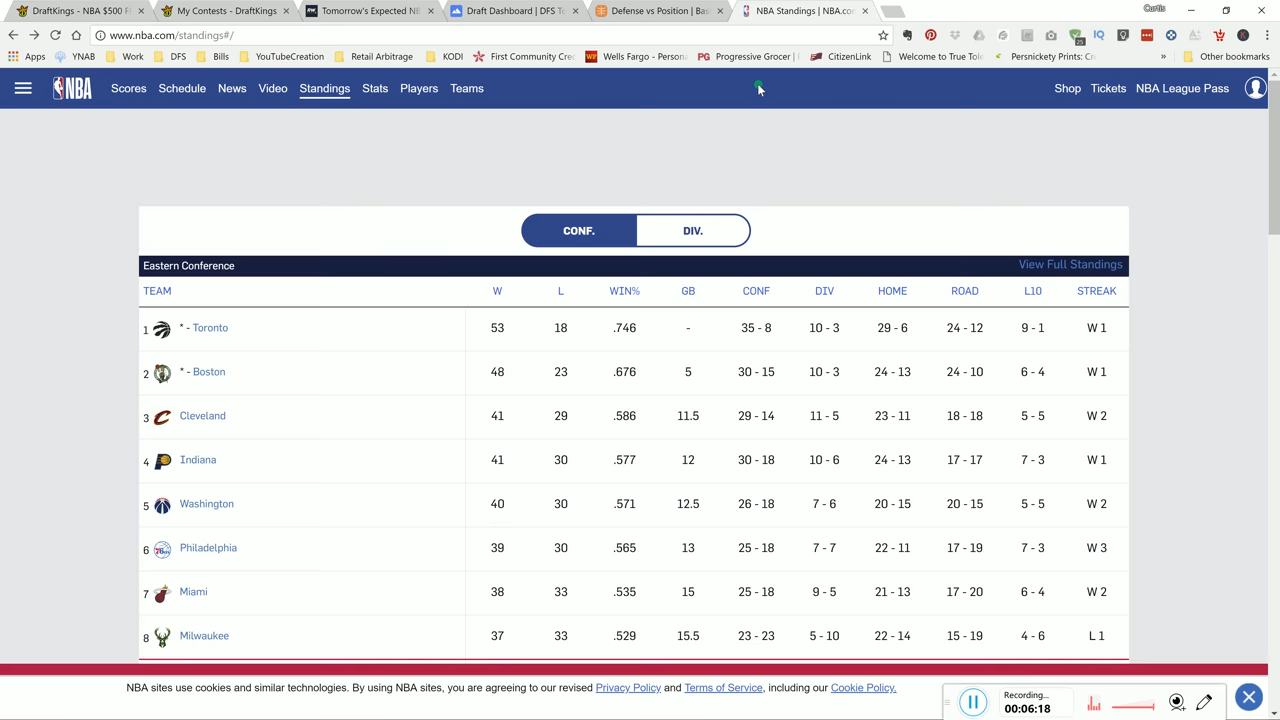 Curtis
DraftKings - NBA $500 F
My Contests - DraftKings
Tomorrow's Expected NB
Draft Dashboard | DFS To
Defense vs Position | Bas
NBA Standings | NBA.co
www.nba.com/standings#/
Apps YNAB Work DFS Bills YouTubeCreation Retail Arbitrage KODI First Community Cre Wells Fargo - Persona Progressive Grocer | CitizenLink Welcome to True Tole Persnickety Prints: Cr » Other bookmarks
NBA Scores Schedule News Video Standings Stats Players Teams Shop Tickets NBA League Pass
CONF. DIV.
Eastern Conference View Full Standings
TEAM W L WIN% GB CONF DIV HOME ROAD L10 STREAK
1 * - Toronto 53 18 .746 - 35 - 8 10 - 3 29 - 6 24 - 12 9 - 1 W 1
2 * - Boston 48 23 .676 5 30 - 15 10 - 3 24 - 13 24 - 10 6 - 4 W 1
3 Cleveland 41 29 .586 11.5 29 - 14 11 - 5 23 - 11 18 - 18 5 - 5 W 2
4 Indiana 41 30 .577 12 30 - 18 10 - 6 24 - 13 17 - 17 7 - 3 W 1
5 Washington 40 30 .571 12.5 26 - 18 7 - 6 20 - 15 20 - 15 5 - 5 W 2
6 Philadelphia 39 30 .565 13 25 - 18 7 - 7 22 - 11 17 - 19 7 - 3 W 3
7 Miami 38 33 .535 15 25 - 18 9 - 5 21 - 13 17 - 20 6 - 4 W 2
8 Milwaukee 37 33 .529 15.5 23 - 23 5 - 10 22 - 14 15 - 19 4 - 6 L 1
NBA sites use cookies and similar technologies. By using NBA sites, you are agreeing to our revised Privacy Policy and Terms of Service, including our Cookie Policy.
Recording...
00:06:18